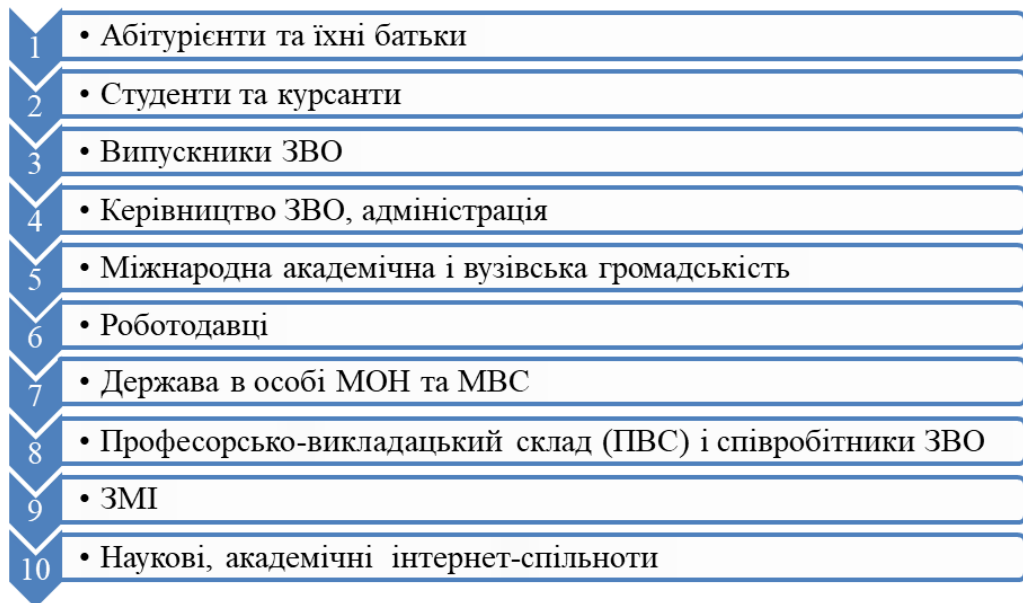 1 • Абітурієнти та їхні батьки
2 • Студенти та курсанти
3 • Випускники ЗВО
4 • Керівництво ЗВО, адміністрація
5 • Міжнародна академічна і вузівська громадськість
6 • Роботодавці
7 • Держава в особі МОН та МВС
8 • Професорсько-викладацький склад (ПВС) і співробітники ЗВО
9 • ЗМІ
10 • Наукові, академічні інтернет-спільноти